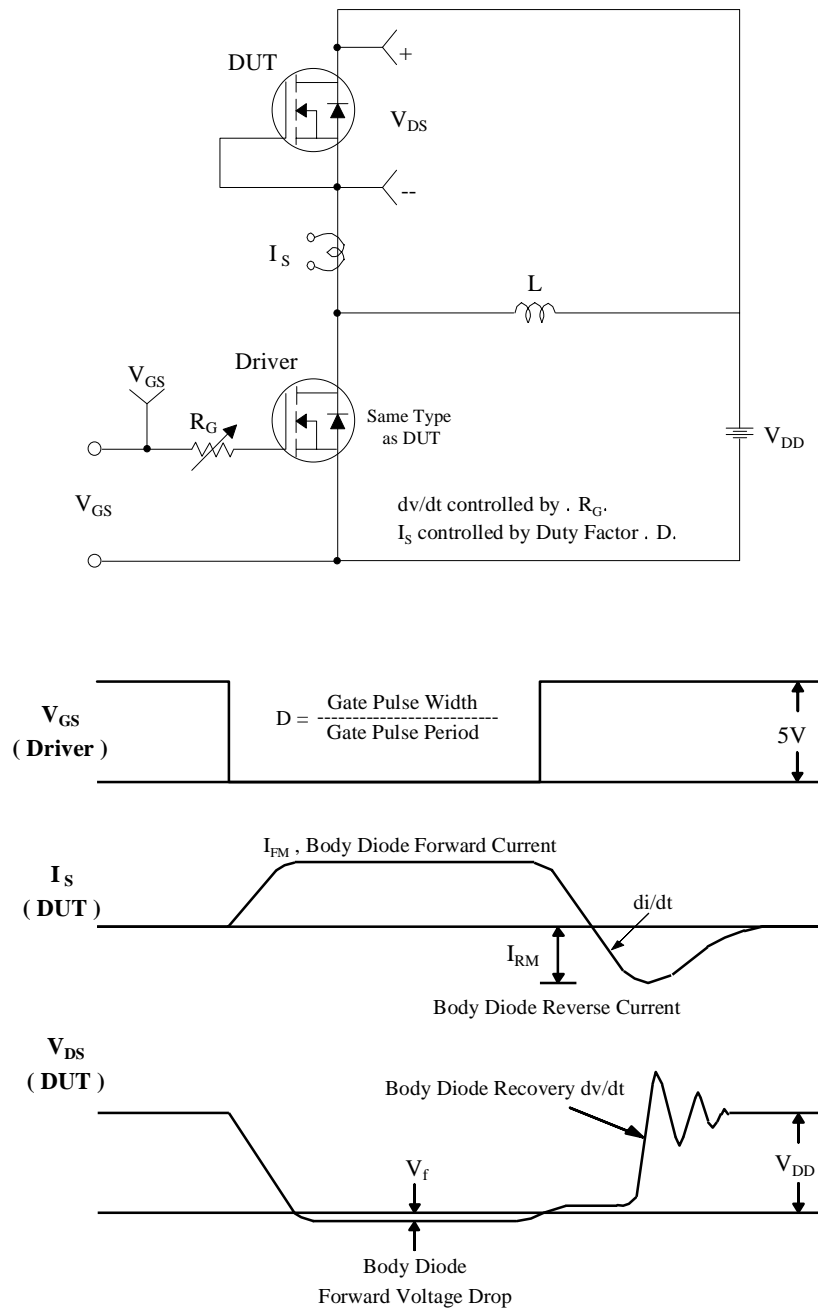 DUT
+
V_DS
--
I_S
L
Driver
V_GS
R_G
Same Type
as DUT
V_DD
V_GS
dv/dt controlled by . R_G.
I_S controlled by Duty Factor . D.
V_GS
( Driver )
D = Gate Pulse Width
--------------------------
Gate Pulse Period
5V
I_FM , Body Diode Forward Current
I_S
( DUT )
di/dt
I_RM
Body Diode Reverse Current
V_DS
( DUT )
Body Diode Recovery dv/dt
V_f
V_DD
Body Diode
Forward Voltage Drop